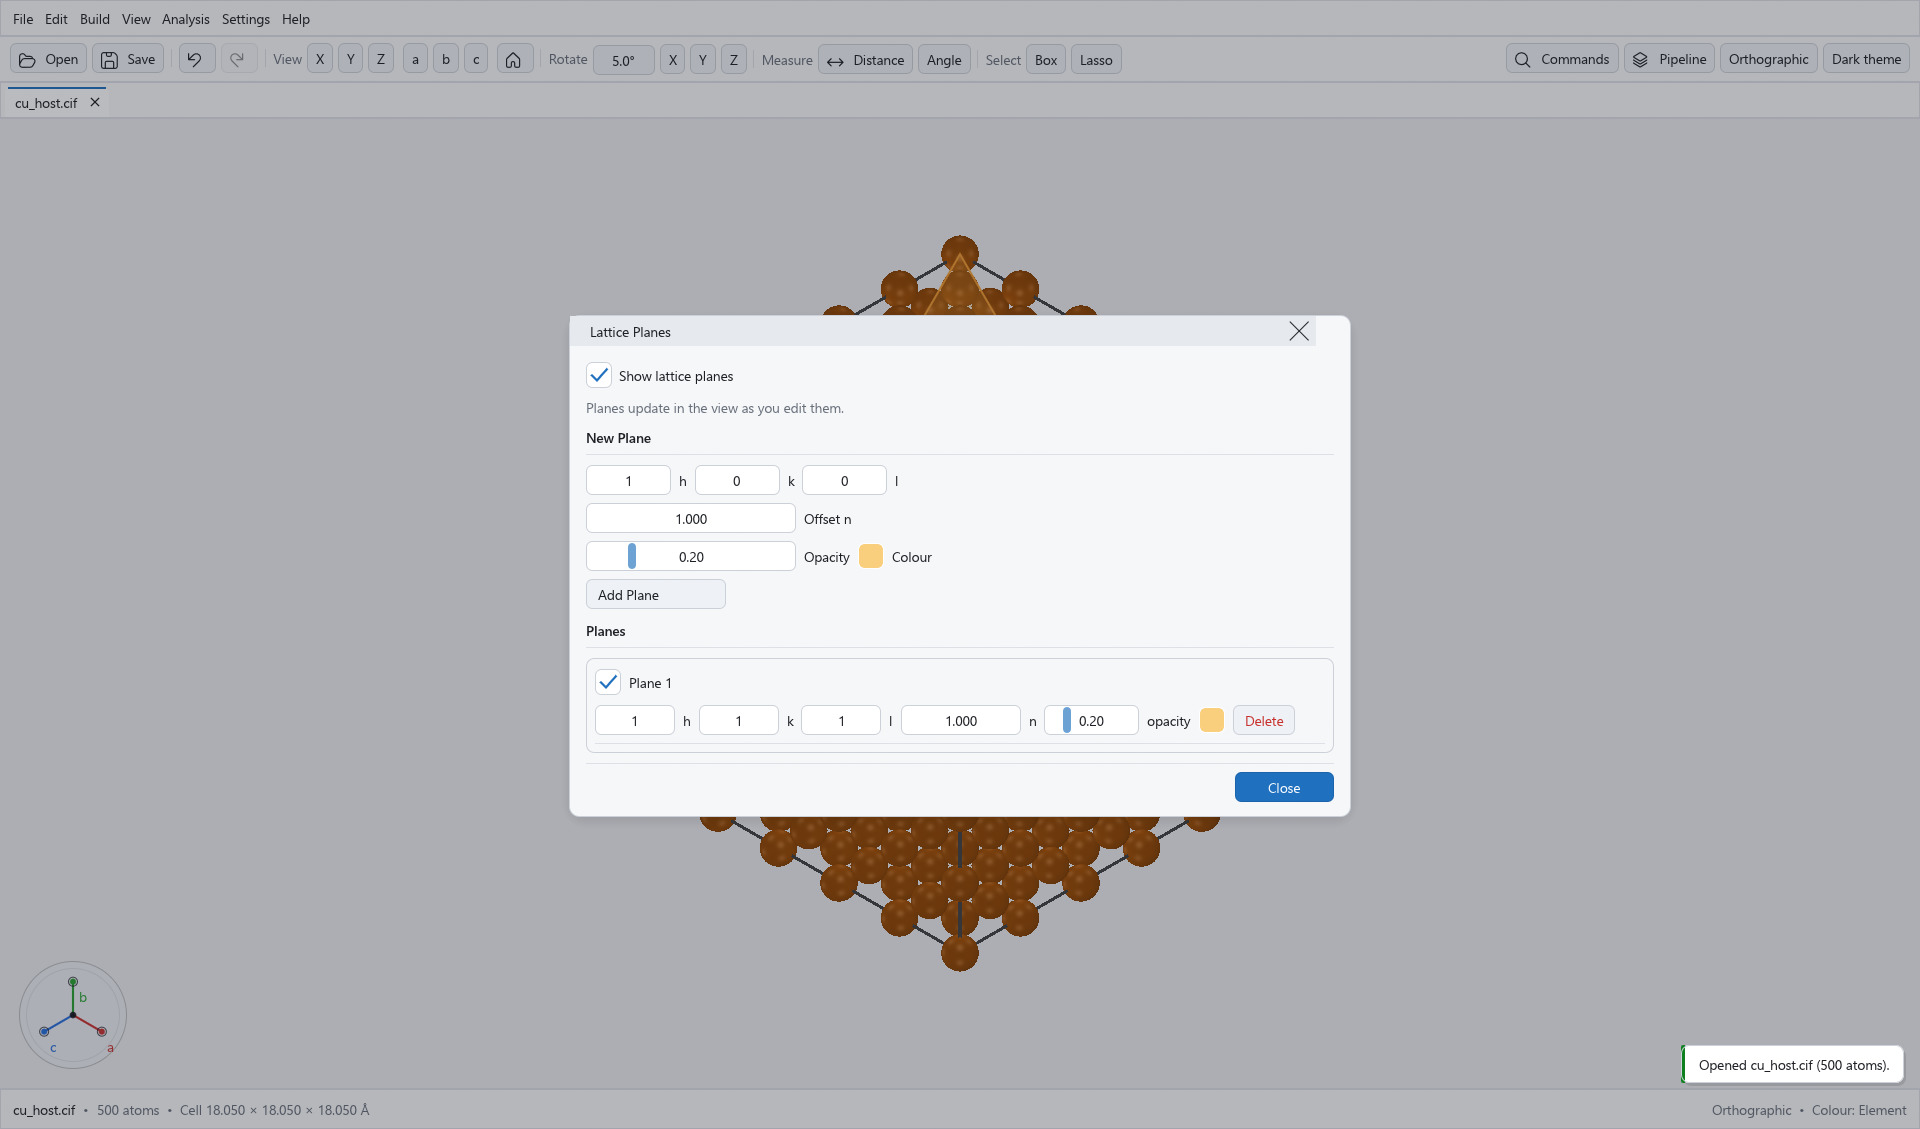 File Edit Build View Analysis Settings Help
Open Save View X Y Z a b c Rotate 5.0° X Y Z Measure Distance Angle Select Box Lasso Commands Pipeline Orthographic Dark theme
cu_host.cif
Lattice Planes
Show lattice planes
Planes update in the view as you edit them.
New Plane
1 h 0 k 0 l
1.000 Offset n
0.20 Opacity Colour
Add Plane
Planes
Plane 1
1 h 1 k 1 l 1.000 n 0.20 opacity Delete
Close
b
c a
Opened cu_host.cif (500 atoms).
cu_host.cif • 500 atoms • Cell 18.050 × 18.050 × 18.050 Å Orthographic • Colour: Element